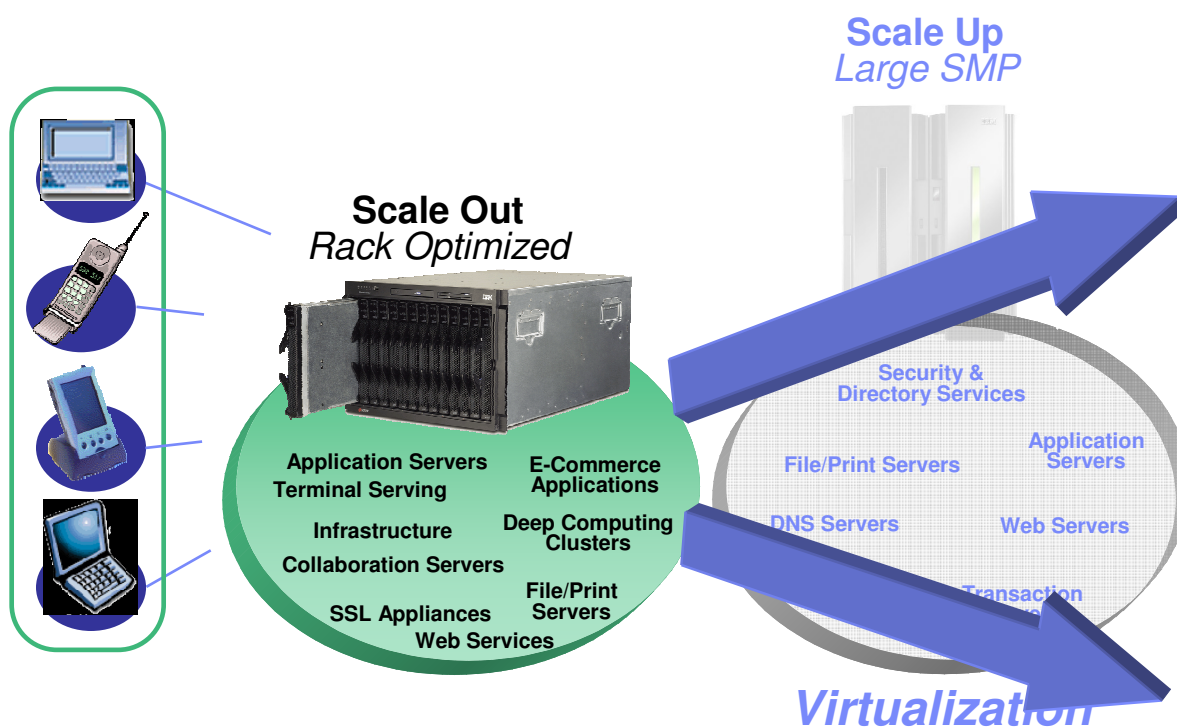 Scale Up
Large SMP
Scale Out
Rack Optimized
IBM
Application Servers
Terminal Serving
Infrastructure
Collaboration Servers
SSL Appliances
Web Services
E-Commerce
Applications
Deep Computing
Clusters
File/Print
Servers
Security &
Directory Services
File/Print Servers
Application
Servers
DNS Servers
Web Servers
Transaction
Virtualization